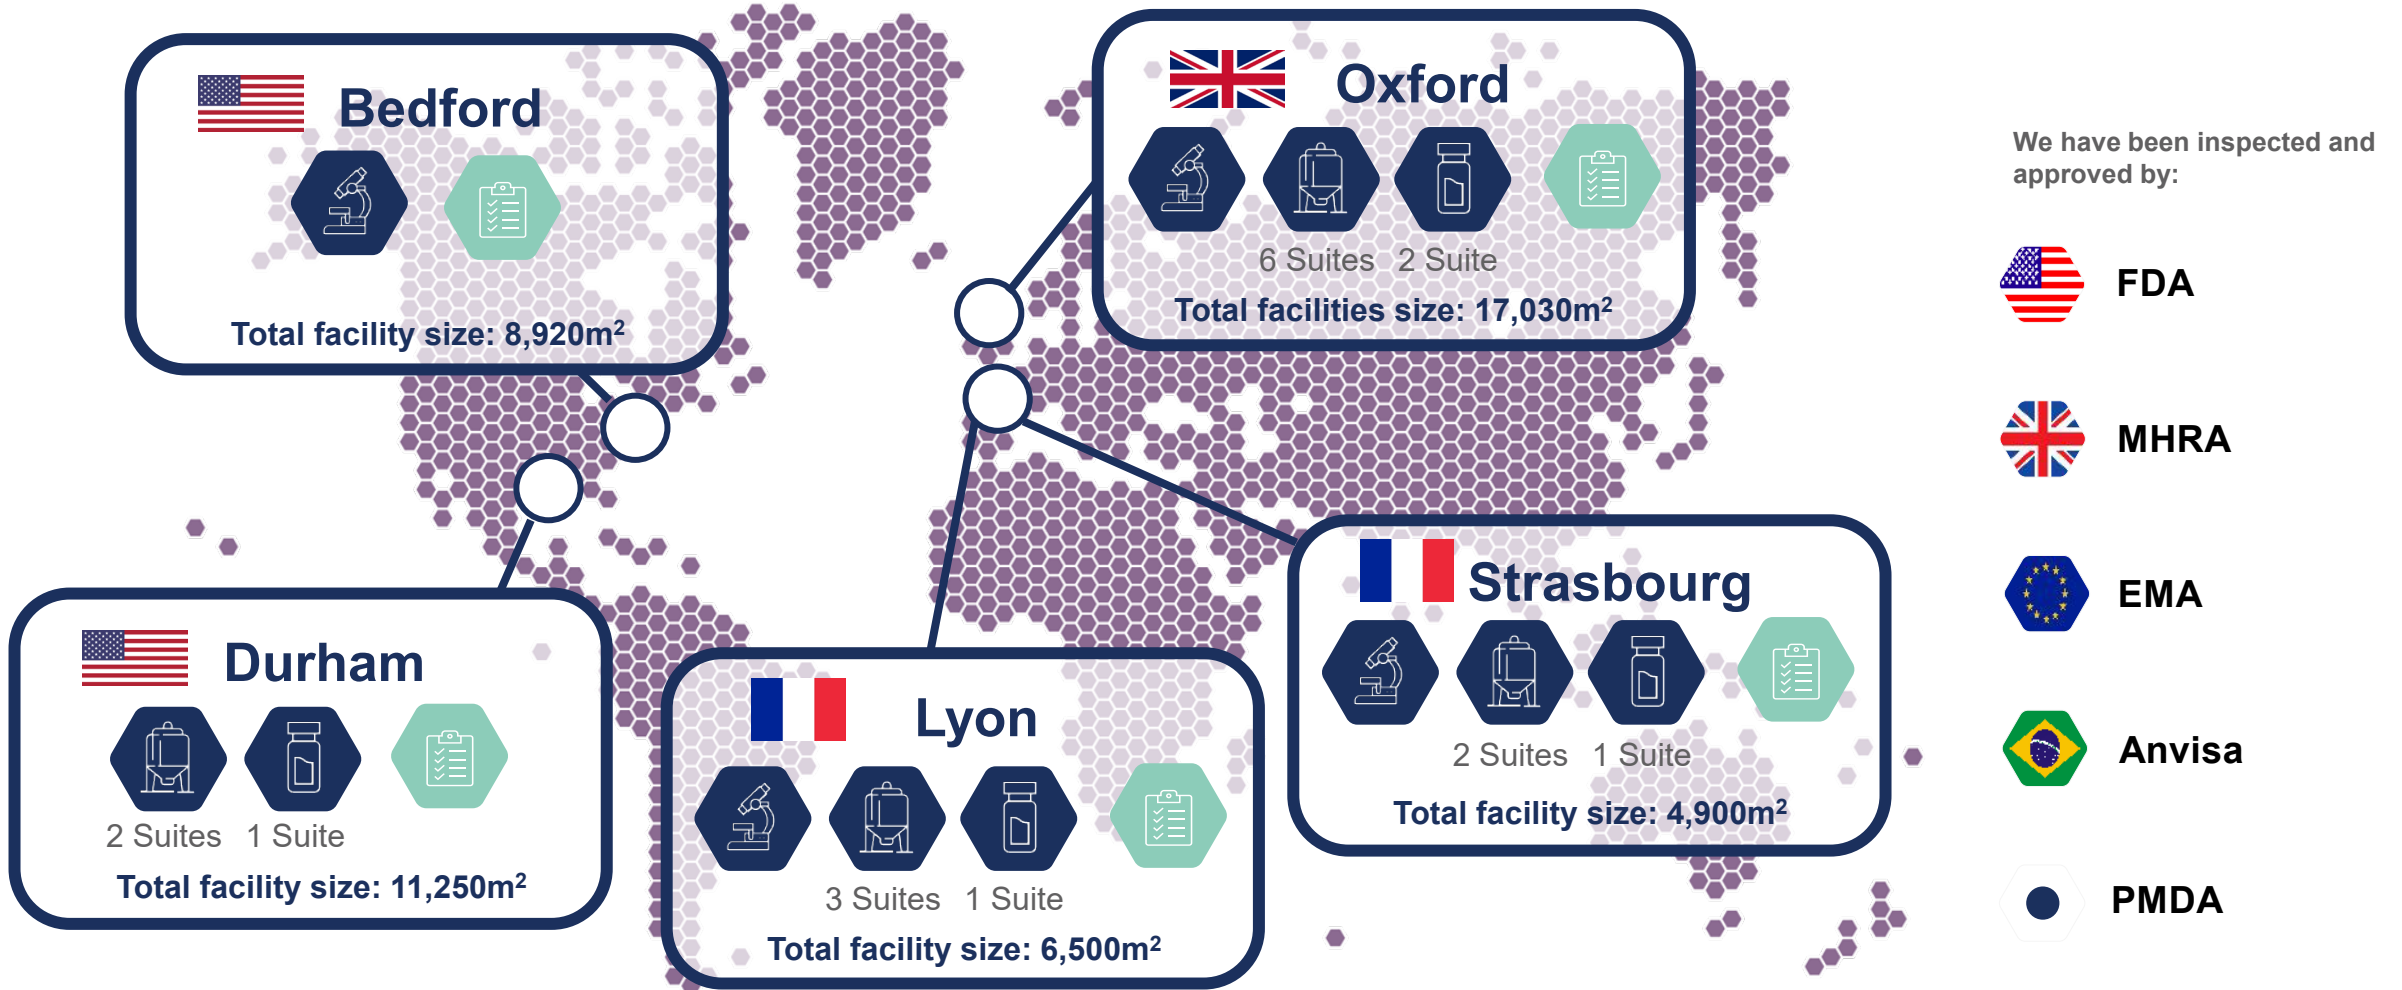 Bedford
Total facility size: 8,920m²
Oxford
6 Suites 2 Suite
Total facilities size: 17,030m²
Durham
2 Suites 1 Suite
Total facility size: 11,250m²
Lyon
3 Suites 1 Suite
Total facility size: 6,500m²
Strasbourg
2 Suites 1 Suite
Total facility size: 4,900m²
We have been inspected and
approved by:
FDA
MHRA
EMA
Anvisa
PMDA